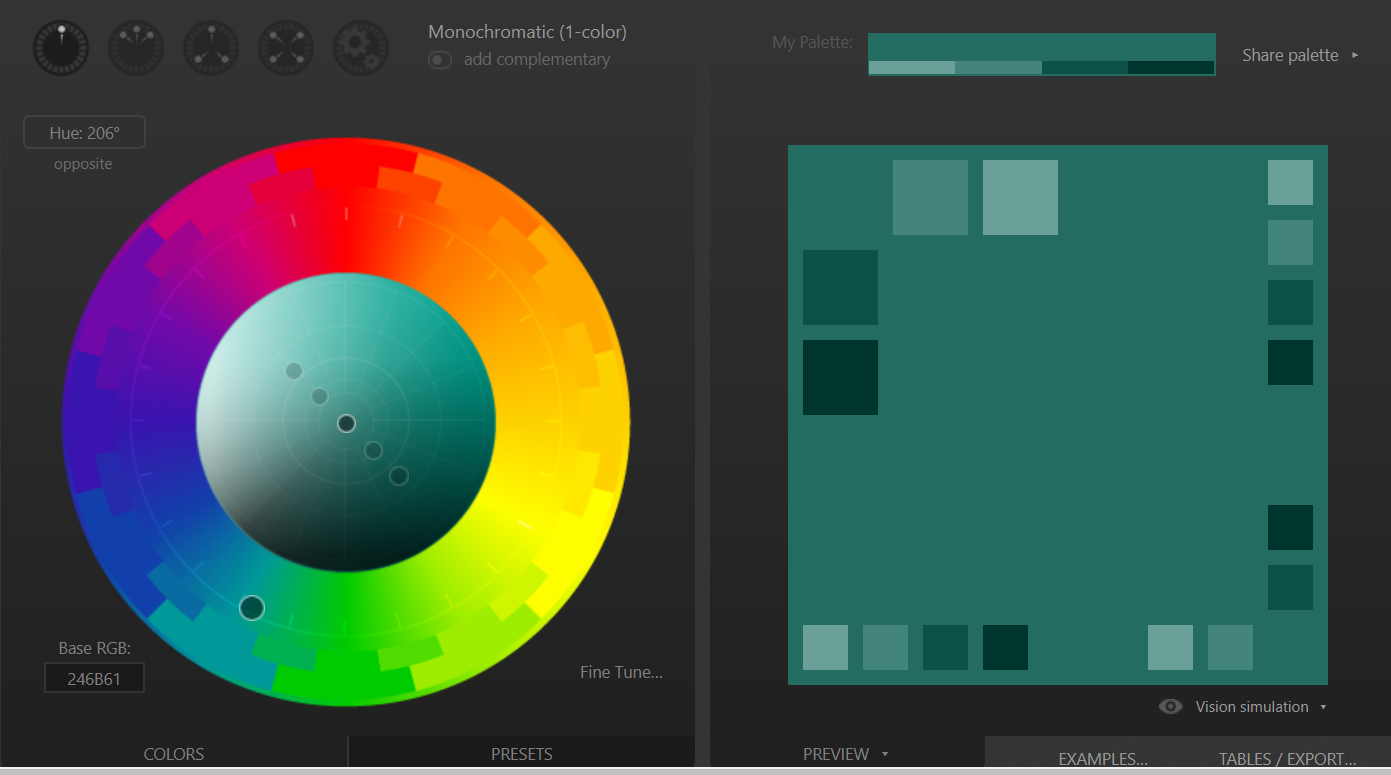 Monochromatic (1-color)
add complementary
My Palette:
Share palette
Hue: 206°
opposite
Base RGB:
246B61
Fine Tune...
Vision simulation
COLORS
PRESETS
PREVIEW
EXAMPLES...
TABLES / EXPORT...